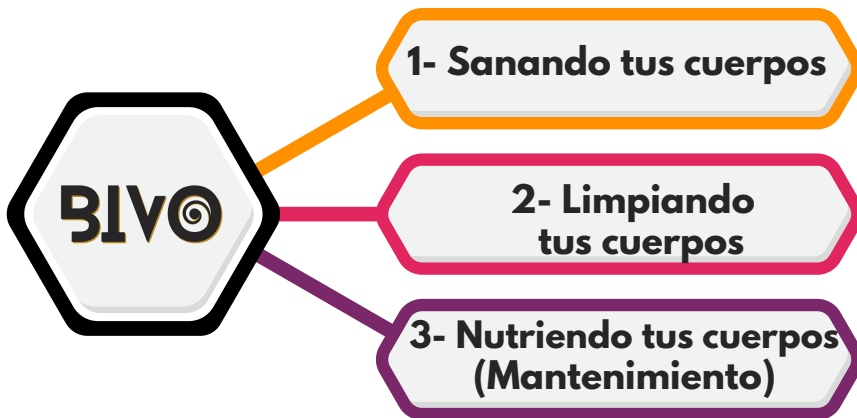 1- Sanando tus cuerpos
BIVO
2- Limpiando
tus cuerpos
3- Nutriendo tus cuerpos
(Mantenimiento)